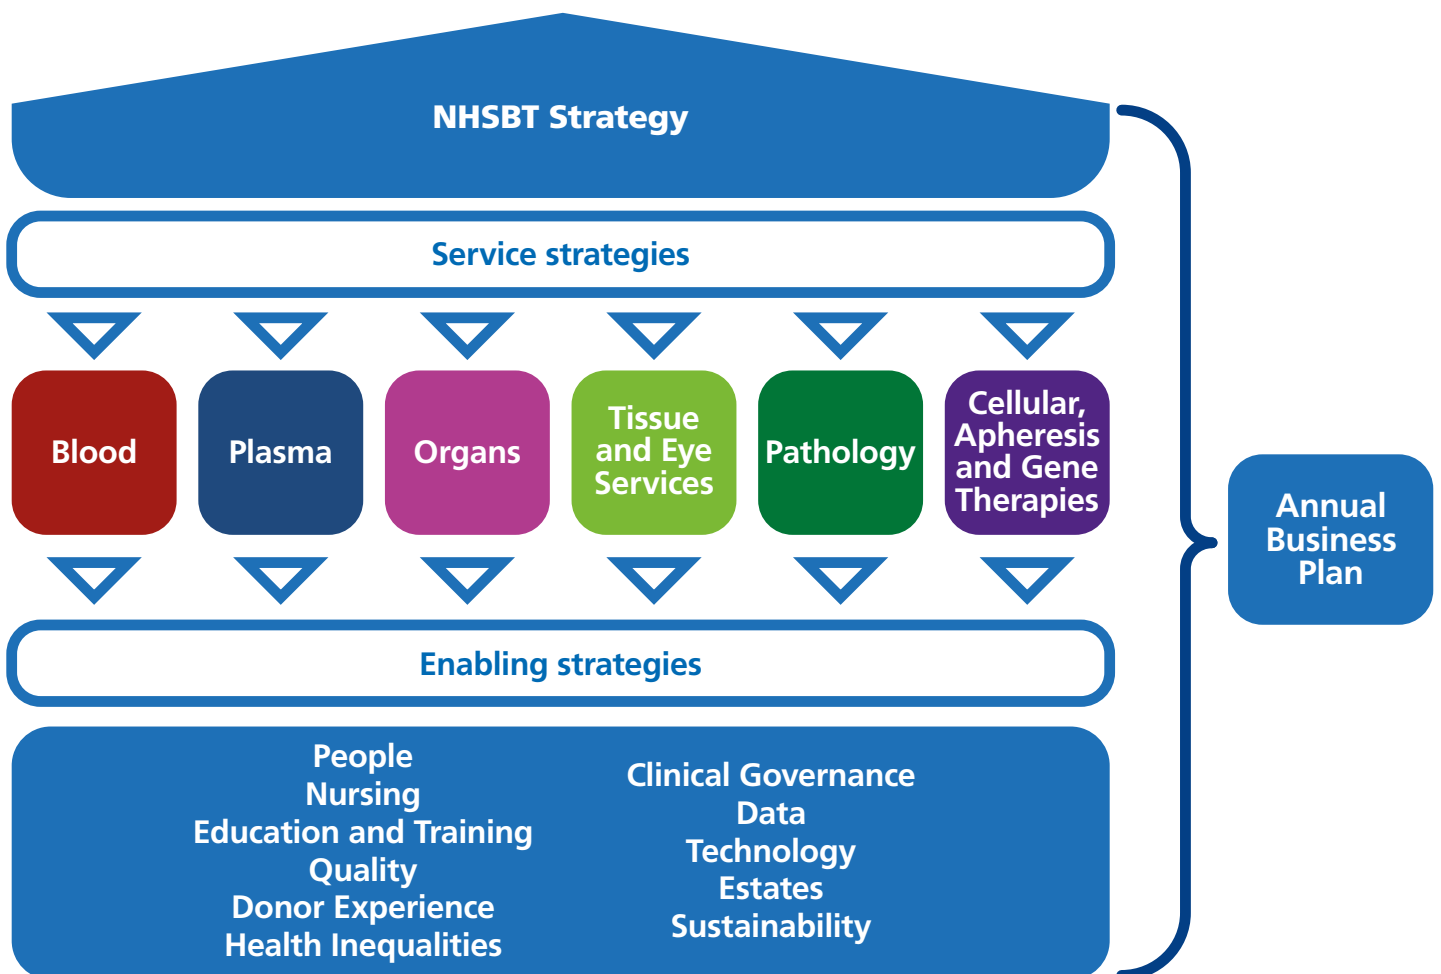 NHSBT Strategy
Service strategies
Blood
Plasma
Organs
Tissue
and Eye
Services
Pathology
Cellular,
Apheresis
and Gene
Therapies
Enabling strategies
People
Nursing
Education and Training
Quality
Donor Experience
Health Inequalities
Clinical Governance
Data
Technology
Estates
Sustainability
Annual
Business
Plan